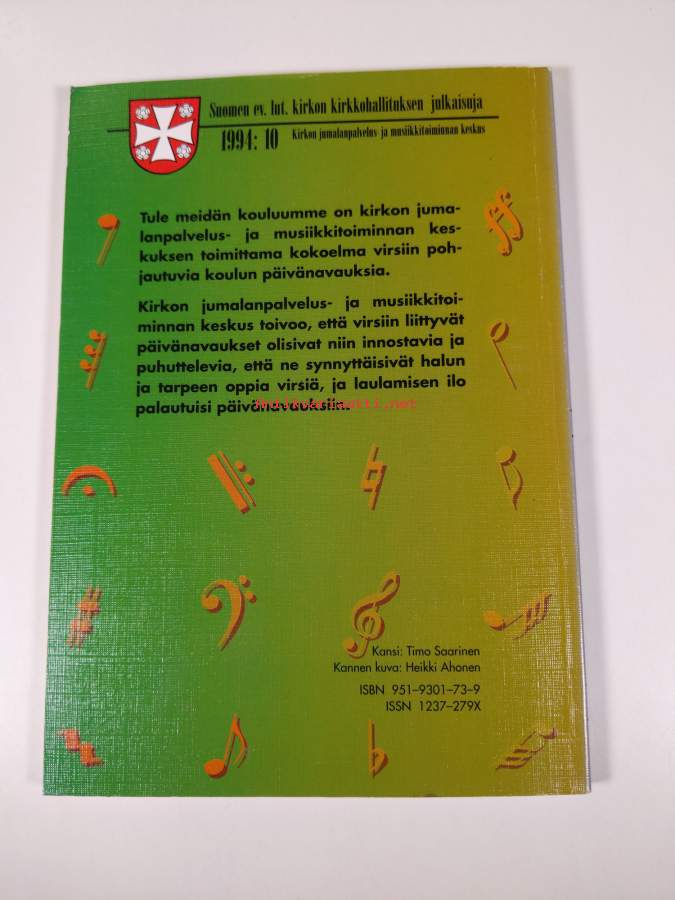 Suomen ev. lut. kirkon kirkkohallituksen julkaisuja
1994: 10 Kirkon jumalanpalvelus- ja musiikkitoiminnan keskus
Tule meidän kouluumme on kirkon juma-
lanpalvelus- ja musiikkitoiminnan kes-
kuksen toimittama kokoelma virsiin poh-
jautuvia koulun päivänavauksia.
Kirkon jumalanpalvelus- ja musiikkitoi-
minnan keskus toivoo, että virsiin liittyvät
päivänavaukset olisivat niin innostavia ja
puhuttelevia, että ne synnyttäisivät halun
ja tarpeen oppia virsiä, ja laulamisen ilo
palautuisi päivänavauksiin.
antikvariaatti.net
Kansi: Timo Saarinen
Kannen kuva: Heikki Ahonen
ISBN 951-9301-73-9
ISSN 1237-279X